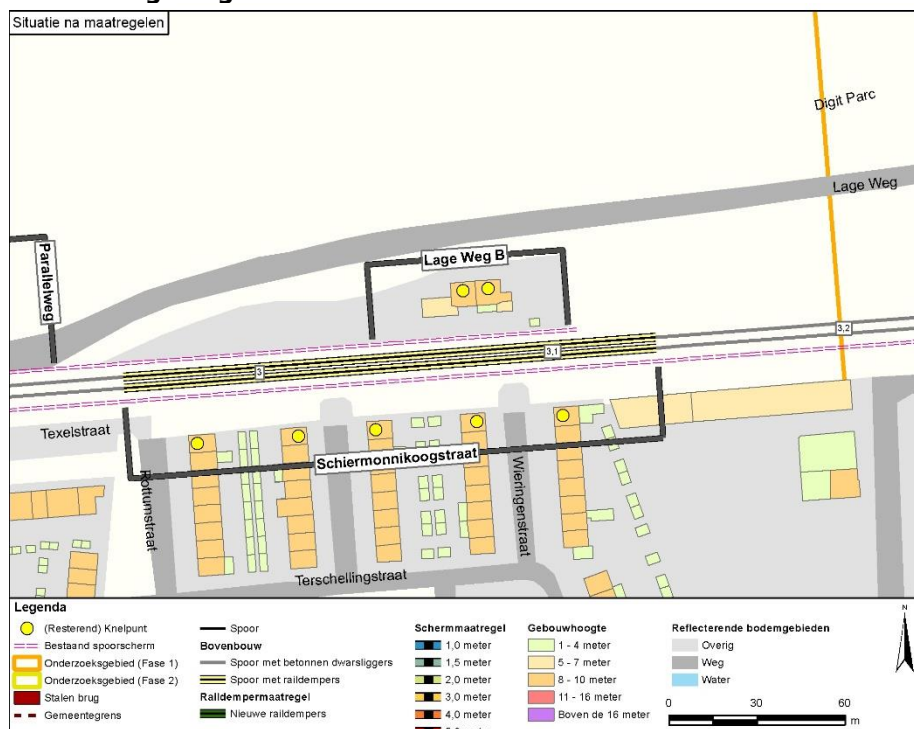 Situatie na maatregelen
Digit Parc
Lage Weg
Parallelweg
Lage Weg B
3,2
3,1
3
Texelstraat
Schiermonnikoogstraat
Rottumstraat
Wieringenstraat
Terschellingstraat
Legenda
(Resterend) Knelpunt
Bestaand spoorscherm
Onderzoeksgebied (Fase 1)
Onderzoeksgebied (Fase 2)
Stalen brug
Gemeentegrens
Spoor
Bovenbouw
Spoor met betonnen dwarsliggers
Spoor met raildempers
Raildempermaatregel
Nieuwe raildempers
Schermmaatregel
1,0 meter
1,5 meter
2,0 meter
3,0 meter
4,0 meter
Gebouwhoogte
1 - 4 meter
5 - 7 meter
8 - 10 meter
11 - 16 meter
Boven de 16 meter
Reflecterende bodemgebieden
Overig
Weg
Water
N
0 30 60
m